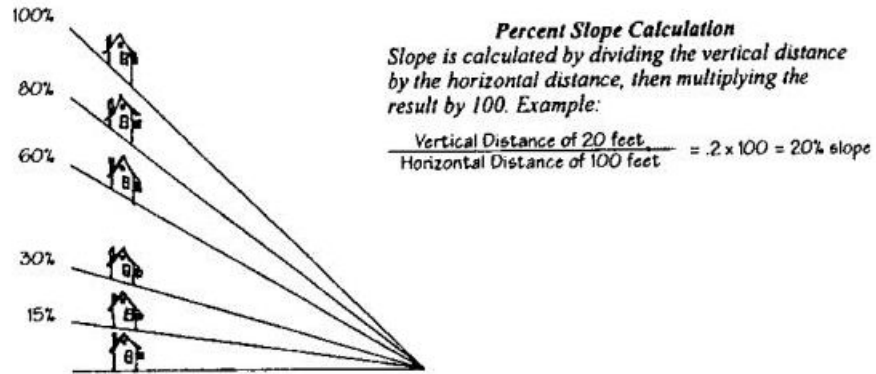 100%
80%
60%
30%
15%
Percent Slope Calculation
Slope is calculated by dividing the vertical distance
by the horizontal distance, then multiplying the
result by 100. Example:
Vertical Distance of 20 feet
Horizontal Distance of 100 feet = .2 x 100 = 20% slope